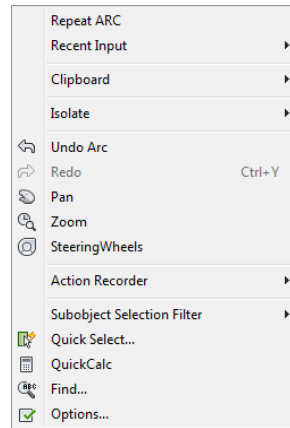 Repeat ARC
Recent Input
Clipboard
Isolate
Undo Arc
Redo Ctrl+Y
Pan
Zoom
SteeringWheels
Action Recorder
Subobject Selection Filter
Quick Select...
QuickCalc
ABC Find...
Options...